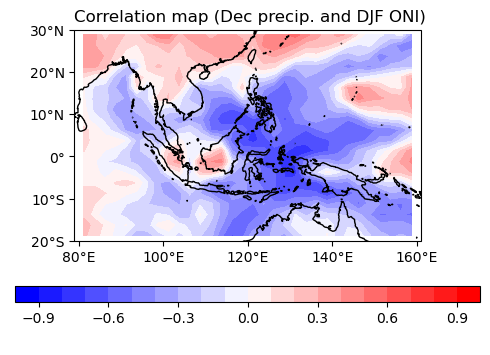 Correlation map (Dec precip. and DJF ONI)
30°N
20°N
10°N
0°
10°S
20°S
80°E 100°E 120°E 140°E 160°E
−0.9 −0.6 −0.3 0.0 0.3 0.6 0.9